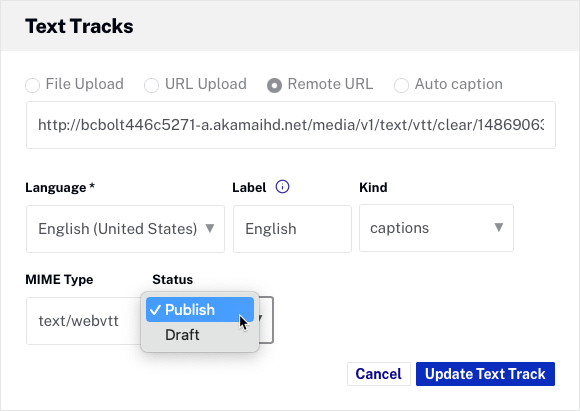 Text Tracks
File Upload URL Upload Remote URL Auto caption
http://bcbolt446c5271-a.akamaihd.net/media/v1/text/vtt/clear/14869063
Language * Label Kind
English (United States) English captions
MIME Type Status
text/webvtt ✓ Publish
Draft
Cancel Update Text Track